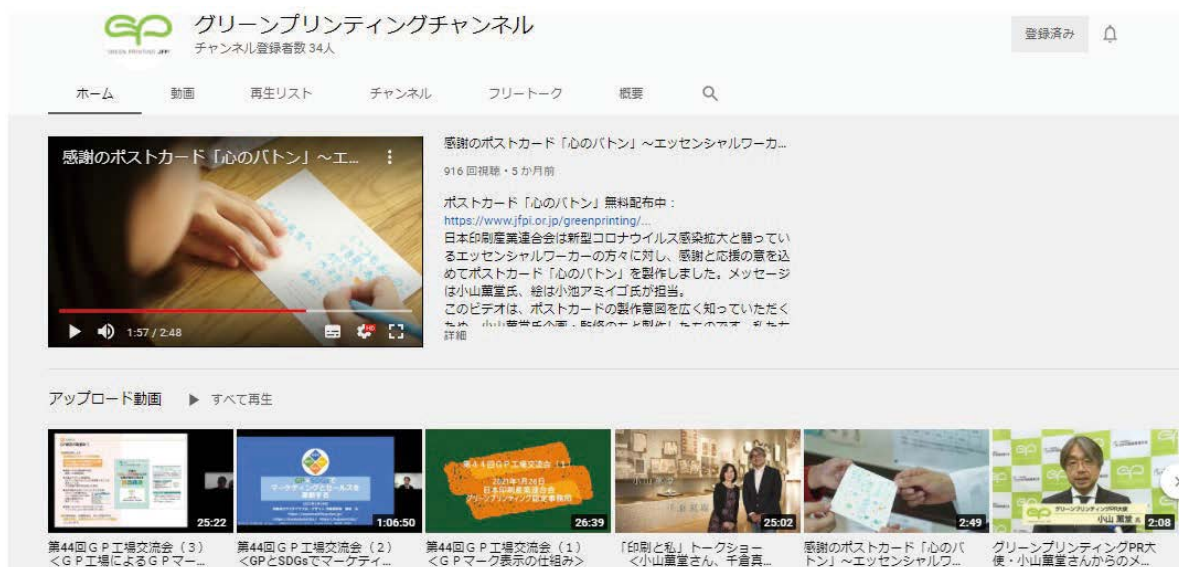 GREEN PRINTING JFPI
グリーンプリンティングチャンネル
チャンネル登録者数 34人
登録済み
ホーム
動画
再生リスト
チャンネル
フリートーク
概要
感謝のポストカード「心のバトン」～エ...
1:57 / 2:48
HD
感謝のポストカード「心のバトン」～エッセンシャルワーカ...
916 回視聴・5 か月前
ポストカード「心のバトン」無料配布中：
https://www.jfpi.or.jp/greenprinting/...
日本印刷産業連合会は新型コロナウイルス感染拡大と闘ってい
るエッセンシャルワーカーの方々に対し、感謝と応援の意を込
めてポストカード「心のバトン」を製作しました。メッセージ
は小山薫堂氏、絵は小池アミイゴ氏が担当。
このビデオは、ポストカードの製作意図を広く知っていただく
詳細
アップロード動画
すべて再生
25:22
マーケティングとセールスを
1:06:50
第44回GP工場交流会（1）
2021年1月26日
日本印刷産業連合会
グリーンプリンティング認定事務局
26:39
25:02
2:49
グリーンプリンティングPR大使
小山 薫堂 氏
2:08
第44回ＧＰ工場交流会（3）
＜ＧＰ工場によるＧＰマー...
第44回ＧＰ工場交流会（2）
＜GPとSDGsでマーケティ...
第44回ＧＰ工場交流会（1）
＜ＧＰマーク表示の仕組み＞
「印刷と私」トークショー
＜小山薫堂さん、千倉真...
感謝のポストカード「心のバ
トン」～エッセンシャルワ...
グリーンプリンティングPR大
使・小山薫堂さんからのメ...